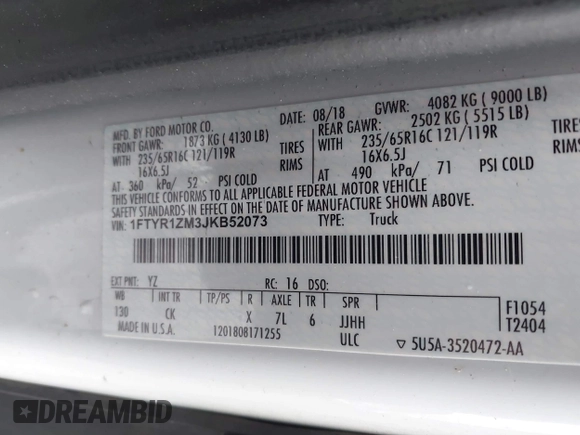 MFD. BY FORD MOTOR CO.
DATE: 08/18 GVWR: 4082 KG ( 9000 LB)
FRONT GAWR: 1873 KG ( 4130 LB) REAR GAWR: 2502 KG ( 5515 LB)
WITH 235/65R16C 121/119R TIRES WITH 235/65R16C 121/119R TIRES
16X6.5J RIMS 16X6.5J RIMS
AT 360 kPa/ 52 PSI COLD AT 490 kPa/ 71 PSI COLD
THIS VEHICLE CONFORMS TO ALL APPLICABLE FEDERAL MOTOR VEHICLE
SAFETY STANDARDS IN EFFECT ON THE DATE OF MANUFACTURE SHOWN ABOVE.
VIN: 1FTYR1ZM3JKB52073 TYPE: Truck
EXT PNT: YZ RC: 16 DSO:
WB INT TR TP/PS R AXLE TR SPR
130 CK X 7L 6 JJHH
MADE IN U.S.A. 1201808171255 ULC
F1054
T2404
▽ 5U5A-3520472-AA
DREAMBID